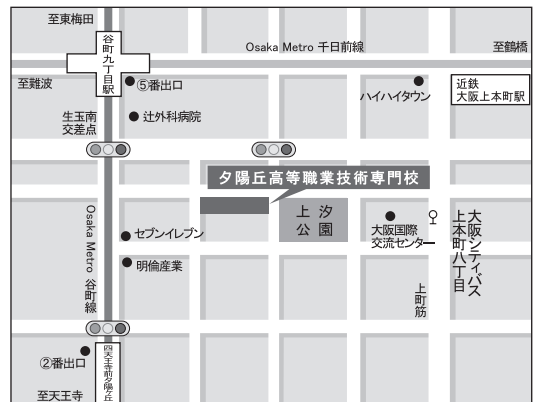 至東梅田
谷町九丁目駅
Osaka Metro 千日前線
至鶴橋
至難波
⑤番出口
ハイハイタウン
近鉄
大阪上本町駅
生玉南
交差点
辻外科病院
夕陽丘高等職業技術専門校
上汐
公園
Osaka Metro 谷町線
セブンイレブン
明倫産業
大阪国際
交流センター
大阪シティバス
上本町八丁目
上町筋
②番出口
四天王寺前夕陽ヶ丘
至天王寺